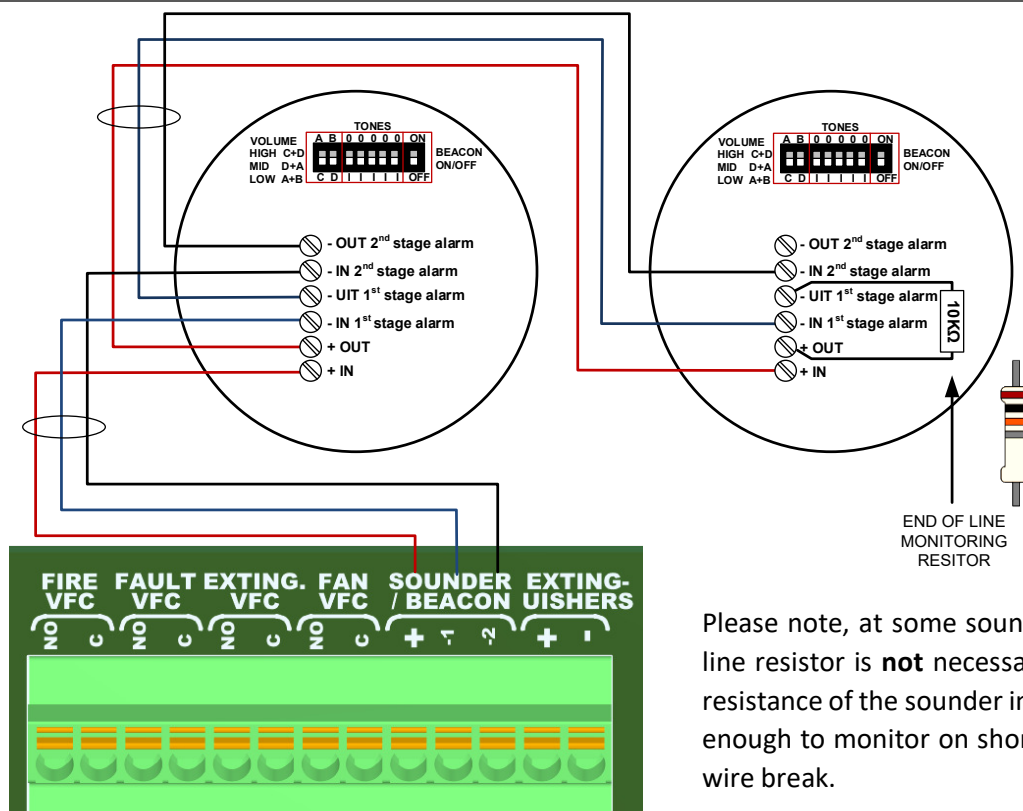 TONES
VOLUME A B 0 0 0 0 0 ON
HIGH C+D BEACON
MID D+A ON/OFF
LOW A+B C D I I I I I OFF
- OUT 2nd stage alarm
- IN 2nd stage alarm
- UIT 1st stage alarm
- IN 1st stage alarm
+ OUT
+ IN
TONES
VOLUME A B 0 0 0 0 0 ON
HIGH C+D BEACON
MID D+A ON/OFF
LOW A+B C D I I I I I OFF
- OUT 2nd stage alarm
- IN 2nd stage alarm
- UIT 1st stage alarm
- IN 1st stage alarm
+ OUT
+ IN
10KΩ
END OF LINE
MONITORING
RESITOR
FIRE FAULT EXTING. FAN SOUNDER EXTING-
VFC VFC VFC VFC / BEACON UISHERS
NO C NO C NO C NO C + -1 -2 + -
Please note, at some soun
line resistor is not necessa
resistance of the sounder in
enough to monitor on shor
wire break.